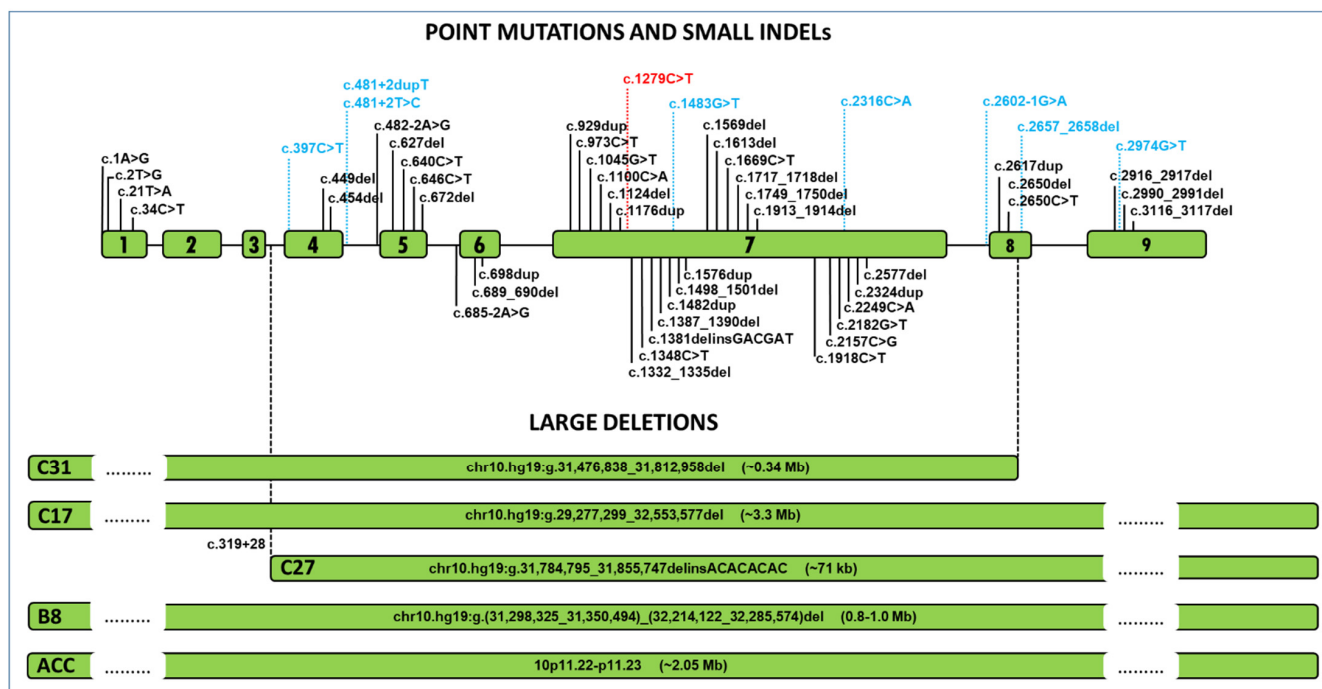 POINT MUTATIONS AND SMALL INDELs
c.1A>G
c.2T>G
c.21T>A
c.34C>T
c.397C>T
c.449del
c.454del
c.481+2dupT
c.481+2T>C
c.482-2A>G
c.627del
c.640C>T
c.646C>T
c.672del
c.929dup
c.973C>T
c.1045G>T
c.1100C>A
c.1124del
c.1176dup
c.1279C>T
c.1483G>T
c.1569del
c.1613del
c.1669C>T
c.1717_1718del
c.1749_1750del
c.1913_1914del
c.2316C>A
c.2602-1G>A
c.2657_2658del
c.2617dup
c.2650del
c.2650C>T
c.2974G>T
c.2916_2917del
c.2990_2991del
c.3116_3117del
1 2 3 4 5 6 7 8 9
c.698dup
c.689_690del
c.685-2A>G
c.1576dup
c.1498_1501del
c.1482dup
c.1387_1390del
c.1381delinsGACGAT
c.1348C>T
c.1332_1335del
c.2577del
c.2324dup
c.2249C>A
c.2182G>T
c.2157C>G
c.1918C>T
LARGE DELETIONS
C31 ......... chr10.hg19:g.31,476,838_31,812,958del (~0.34 Mb)
C17 ......... chr10.hg19:g.29,277,299_32,553,577del (~3.3 Mb) .........
c.319+28
C27 chr10.hg19:g.31,784,795_31,855,747delinsACACACAC (~71 kb) .........
B8 ......... chr10.hg19:g.(31,298,325_31,350,494)_(32,214,122_32,285,574)del (0.8-1.0 Mb) .........
ACC ......... 10p11.22-p11.23 (~2.05 Mb) .........